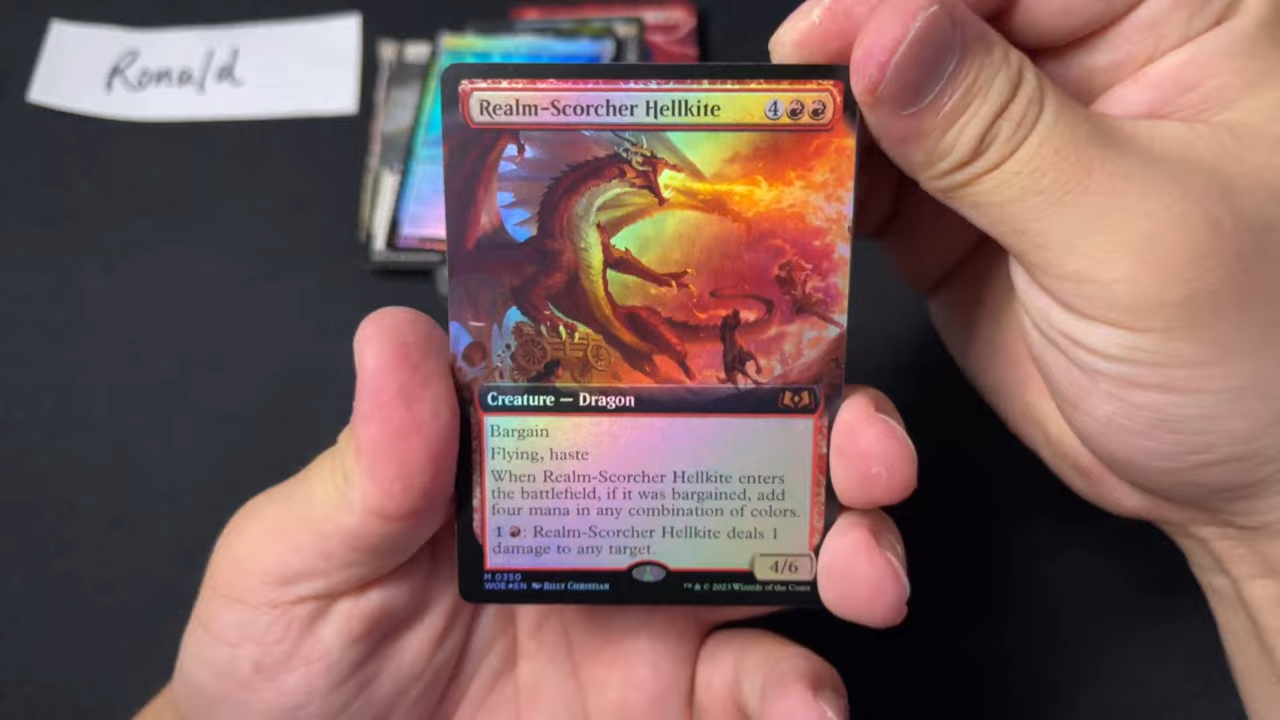 Ronald
Realm-Scorcher Hellkite 4
Creature — Dragon
Bargain
Flying, haste
When Realm-Scorcher Hellkite enters
the battlefield, if it was bargained, add
four mana in any combination of colors.
1 : Realm-Scorcher Hellkite deals 1
damage to any target.
4/6
M 0350
WOE★EN Billy Christian
™ & © 2023 Wizards of the Coast